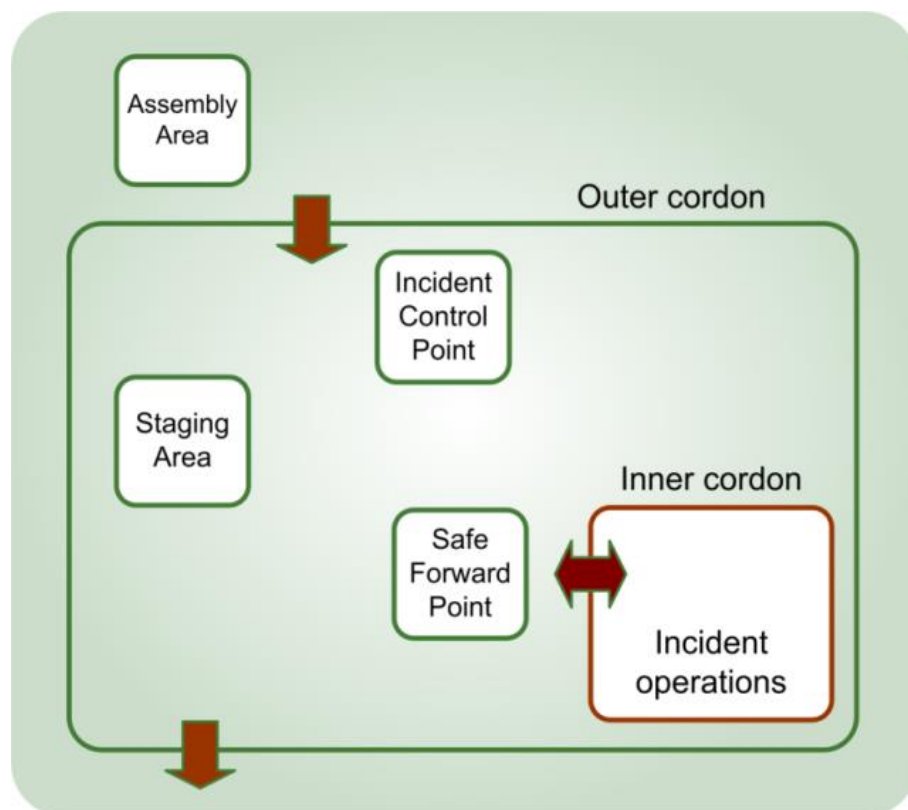 Assembly
Area
Outer cordon
Incident
Control
Point
Staging
Area
Inner cordon
Safe
Forward
Point
Incident
operations